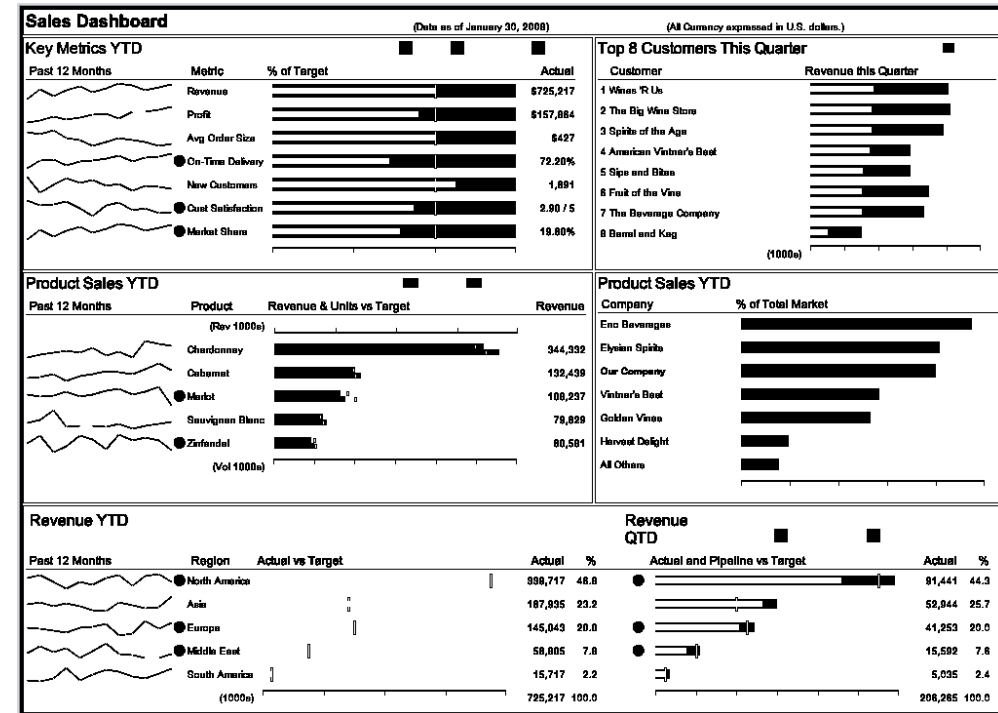 Sales Dashboard (Data as of January 30, 2008) (All Currency expressed in U.S. dollars.)
Key Metrics YTD
Past 12 Months Metric % of Target Actual
Revenue $725,217
Profit $157,864
Avg Order Size $427
On-Time Delivery 72.20%
New Customers 1,891
Cust Satisfaction 2.90 / 5
Market Share 19.80%
Top 8 Customers This Quarter
Customer Revenue this Quarter
1 Wines 'R Us
2 The Big Wine Store
3 Spirits of the Age
4 American Vintner's Best
5 Sips and Bites
6 Fruit of the Vine
7 The Beverage Company
8 Barrel and Keg
(1000s)
Product Sales YTD
Past 12 Months Product Revenue & Units vs Target Revenue
(Rev 1000s)
Chardonnay 344,332
Cabernet 132,439
Merlot 108,237
Sauvignon Blanc 79,629
Zinfandel 60,581
(Vol 1000s)
Product Sales YTD
Company % of Total Market
Eno Beverages
Elysian Spirits
Our Company
Vintner's Best
Golden Vines
Harvest Delight
All Others
Revenue YTD
Past 12 Months Region Actual vs Target Actual %
North America 46.8
Asia 23.2
Europe 145,043 20.0
Middle East 7.8
South America 15,717 2.2
(1000s) 725,217 100.0
Revenue
QTD
Actual and Pipeline vs Target Actual %
91,441 44.3
52,944 25.7
41,253 20.0
15,592 7.6
5,035 2.4
206,265 100.0